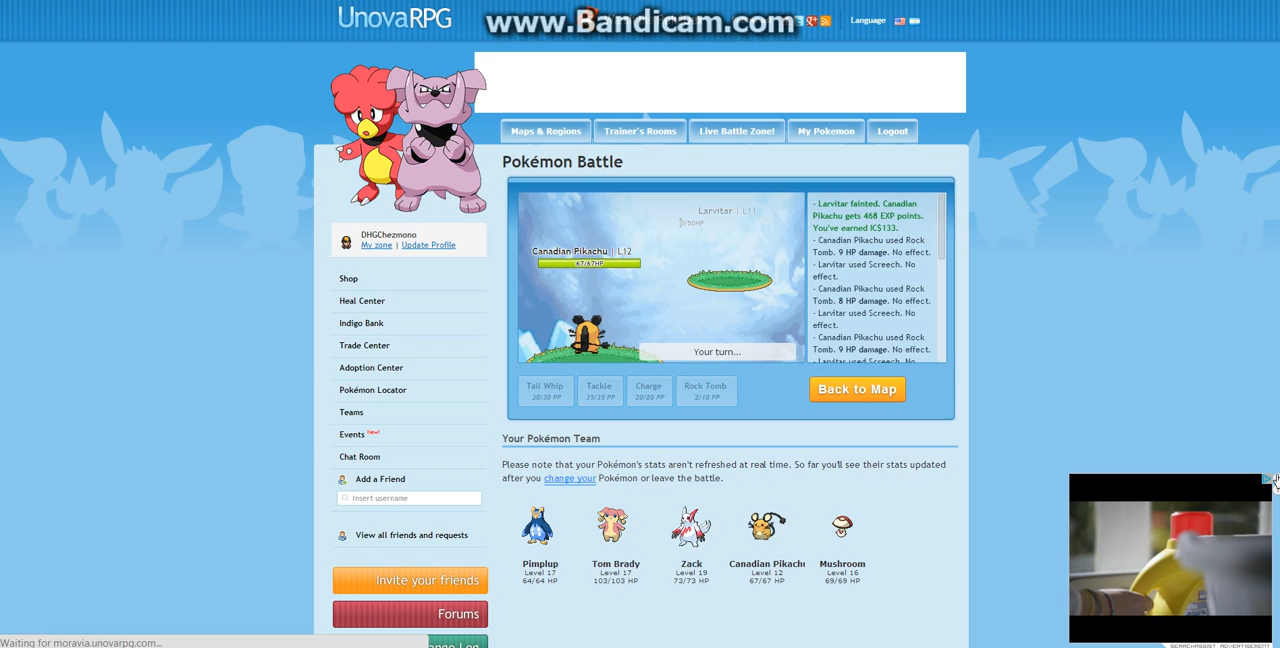 UnovaRPG
www.Bandicam.com
Language
Maps & Regions Trainer's Rooms Live Battle Zone! My Pokemon Logout
Pokémon Battle
Larvitar | L11
0/50HP
Canadian Pikachu | L12
67/67HP
Your turn...
- Larvitar fainted. Canadian
Pikachu gets 468 EXP points.
You've earned IC$133.
- Canadian Pikachu used Rock
Tomb. 9 HP damage. No effect.
- Larvitar used Screech. No
effect.
- Canadian Pikachu used Rock
Tomb. 8 HP damage. No effect.
- Larvitar used Screech. No
effect.
- Canadian Pikachu used Rock
Tomb. 9 HP damage. No effect.
- Larvitar used Screech. No
Tail Whip Tackle Charge Rock Tomb
30/30 PP 35/35 PP 20/20 PP 2/10 PP
Back to Map
DHGChezmono
My zone | Update Profile
Shop
Heal Center
Indigo Bank
Trade Center
Adoption Center
Pokémon Locator
Teams
Events New!
Chat Room
Add a Friend
Insert username
View all friends and requests
Invite your friends
Forums
ange Log
Your Pokémon Team
Please note that your Pokémon's stats aren't refreshed at real time. So far you'll see their stats updated
after you change your Pokémon or leave the battle.
Pimplup Tom Brady Zack Canadian Pikachu Mushroom
Level 17 Level 17 Level 19 Level 12 Level 16
64/64 HP 103/103 HP 73/73 HP 67/67 HP 69/69 HP
Waiting for moravia.unovarpg.com...
SEARCHASSIST ADVERTISEMENT